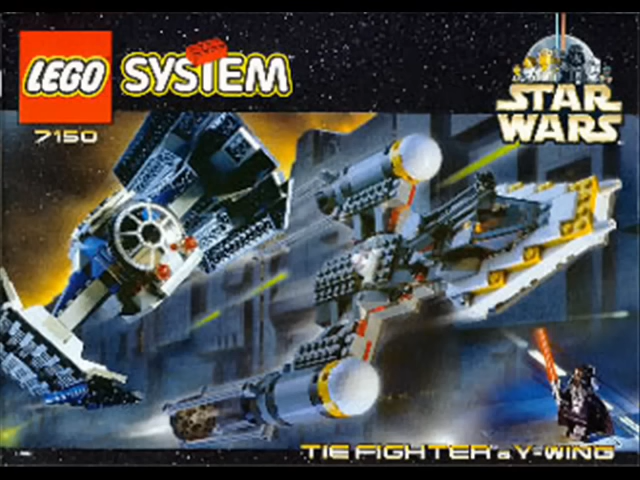 LEGO SYSTEM
STAR
WARS
7150
TIE FIGHTER & Y-WING